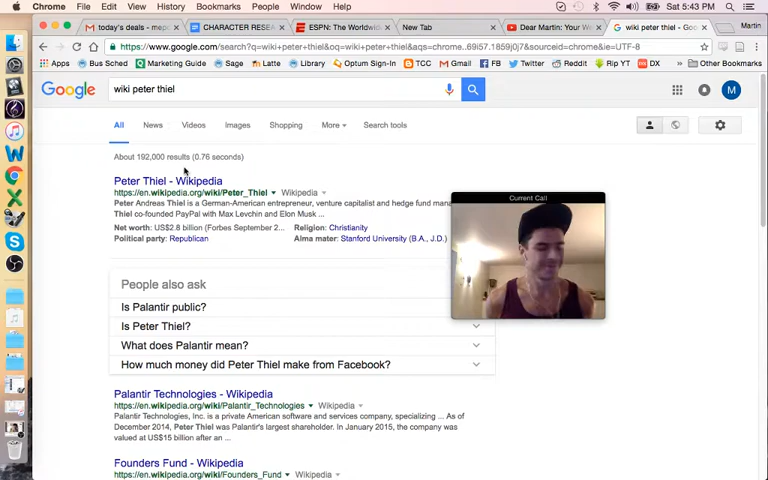 Chrome File Edit View History Bookmarks People Window Help 5:43 PM
today's deals - mepo
CHARACTER RESEA
ESPN: The Worldwide
New Tab
Dear Martin: Your
wiki peter thiel - Goo
Martin
https://www.google.com/search?q=wiki+peter+thiel&oq=wiki+peter+thiel&aqs=chrome..69i57.1859j0j7&sourceid=chrome&ie=UTF-8
Apps Bus Sched Marketing Guide Sage Latte Library Optum Sign-In TCC Gmail FB Twitter Reddit Rip YT DX Other Bookmarks
Google wiki peter thiel M
All News Videos Images Shopping More Search tools
About 192,000 results (0.76 seconds)
Peter Thiel - Wikipedia
https://en.wikipedia.org/wiki/Peter_Thiel Wikipedia
Peter Andreas Thiel is a German-American entrepreneur, venture capitalist and hedge fund mana
Thiel co-founded PayPal with Max Levchin and Elon Musk ...
Net worth: US$2.8 billion (Forbes September 2... Religion: Christianity
Political party: Republican Alma mater: Stanford University (B.A., J.D.)
Current Call
People also ask
Is Palantir public?
Is Peter Thiel?
What does Palantir mean?
How much money did Peter Thiel make from Facebook?
Palantir Technologies - Wikipedia
https://en.wikipedia.org/wiki/Palantir_Technologies Wikipedia
Palantir Technologies, Inc. is a private American software and services company, specializing ... As of
December 2014, Peter Thiel was Palantir's largest shareholder. In January 2015, the company was
valued at US$15 billion after an ...
Founders Fund - Wikipedia
https://en.wikipedia.org/wiki/Founders_Fund Wikipedia